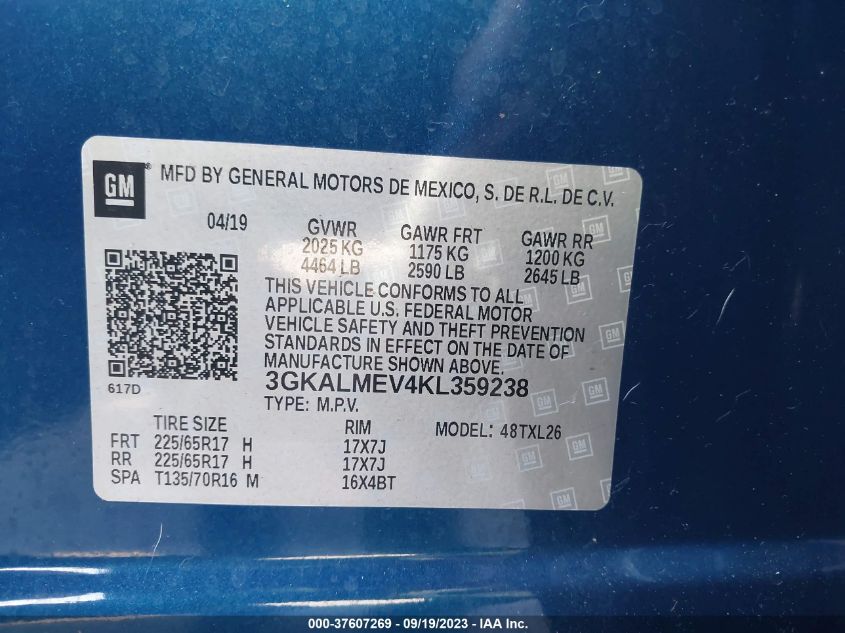 GM® MFD BY GENERAL MOTORS DE MEXICO, S. DE R.L. DE C.V.
04/19 GVWR GAWR FRT GAWR RR
2025 KG 1175 KG 1200 KG
4464 LB 2590 LB 2645 LB
THIS VEHICLE CONFORMS TO ALL
APPLICABLE U.S. FEDERAL MOTOR
VEHICLE SAFETY AND THEFT PREVENTION
STANDARDS IN EFFECT ON THE DATE OF
MANUFACTURE SHOWN ABOVE.
617D
3GKALMEV4KL359238
TYPE: M.P.V.
TIRE SIZE RIM MODEL: 48TXL26
FRT 225/65R17 H 17X7J
RR 225/65R17 H 17X7J
SPA T135/70R16 M 16X4BT
000-37607269 - 09/19/2023 - IAAI.COM